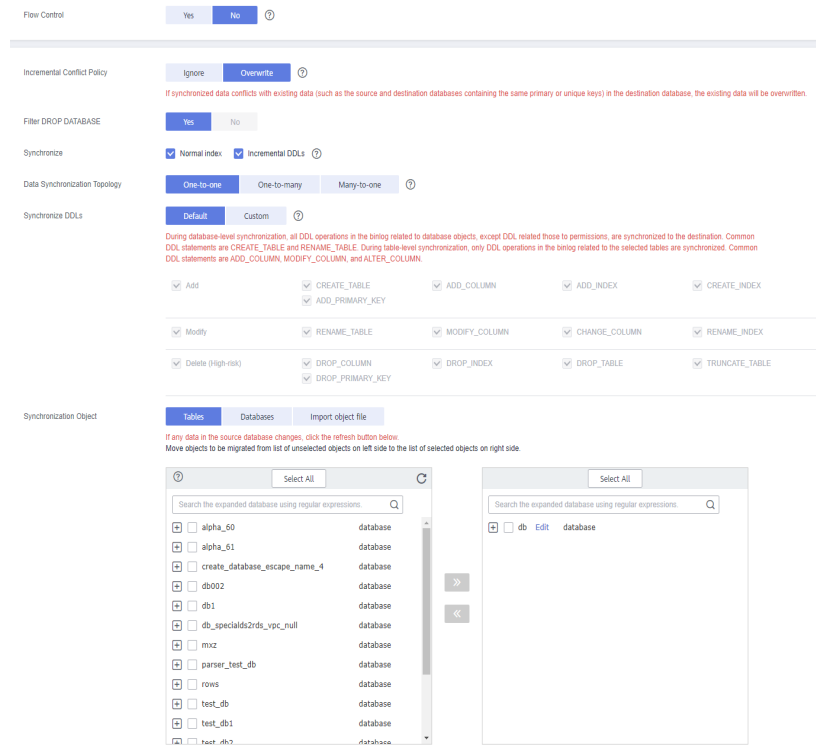 Flow Control Yes No
Incremental Conflict Policy Ignore Overwrite
If synchronized data conflicts with existing data (such as the source and destination databases containing the same primary or unique keys) in the destination database, the existing data will be overwritten.
Filter DROP DATABASE Yes No
Synchronize Normal index Incremental DDLs
Data Synchronization Topology One-to-one One-to-many Many-to-one
Synchronize DDLs Default Custom
During database-level synchronization, all DDL operations in the binlog related to database objects, except DDL related those to permissions, are synchronized to the destination. Common
DDL statements are CREATE_TABLE and RENAME_TABLE. During table-level synchronization, only DDL operations in the binlog related to the selected tables are synchronized. Common
DDL statements are ADD_COLUMN, MODIFY_COLUMN, and ALTER_COLUMN.
Add CREATE_TABLE ADD_COLUMN ADD_INDEX CREATE_INDEX
ADD_PRIMARY_KEY
Modify RENAME_TABLE MODIFY_COLUMN CHANGE_COLUMN RENAME_INDEX
Delete (High-risk) DROP_COLUMN DROP_INDEX DROP_TABLE TRUNCATE_TABLE
DROP_PRIMARY_KEY
Synchronization Object Tables Databases Import object file
If any data in the source database changes, click the refresh button below.
Move objects to be migrated from list of unselected objects on left side to the list of selected objects on right side.
Select All
Search the expanded database using regular expressions.
alpha_60 database
alpha_61 database
create_database_escape_name_4 database
db002 database
db1 database
db_specialds2rds_vpc_null database
mxz database
parser_test_db database
rows database
test_db database
test_db1 database
test_db2 database
Select All
Search the expanded database using regular expressions.
db Edit database